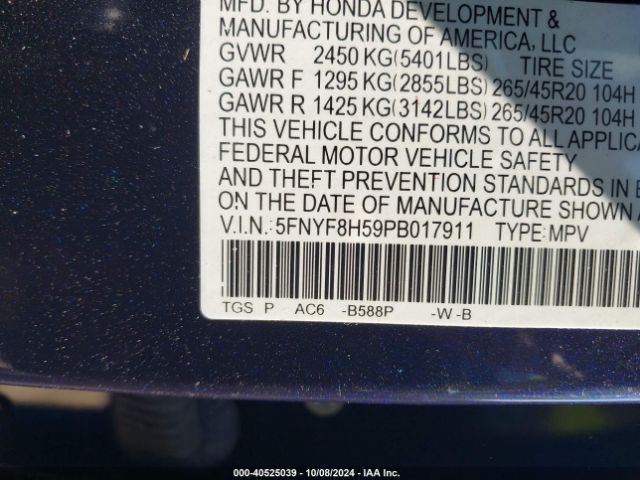 MFD. BY HONDA DEVELOPMENT &
MANUFACTURING OF AMERICA, LLC
GVWR 2450 KG(5401LBS) TIRE SIZE
GAWR F 1295 KG(2855LBS) 265/45R20 104H
GAWR R 1425 KG(3142LBS) 265/45R20 104H
THIS VEHICLE CONFORMS TO ALL APPLICA
FEDERAL MOTOR VEHICLE SAFETY
AND THEFT PREVENTION STANDARDS IN
ON THE DATE OF MANUFACTURE SHOWN
V.I.N.: 5FNYF8H59PB017911 TYPE: MPV
TGS P AC6 -B588P -W -B
000-40525039 - 10/08/2024 - IAA Inc.